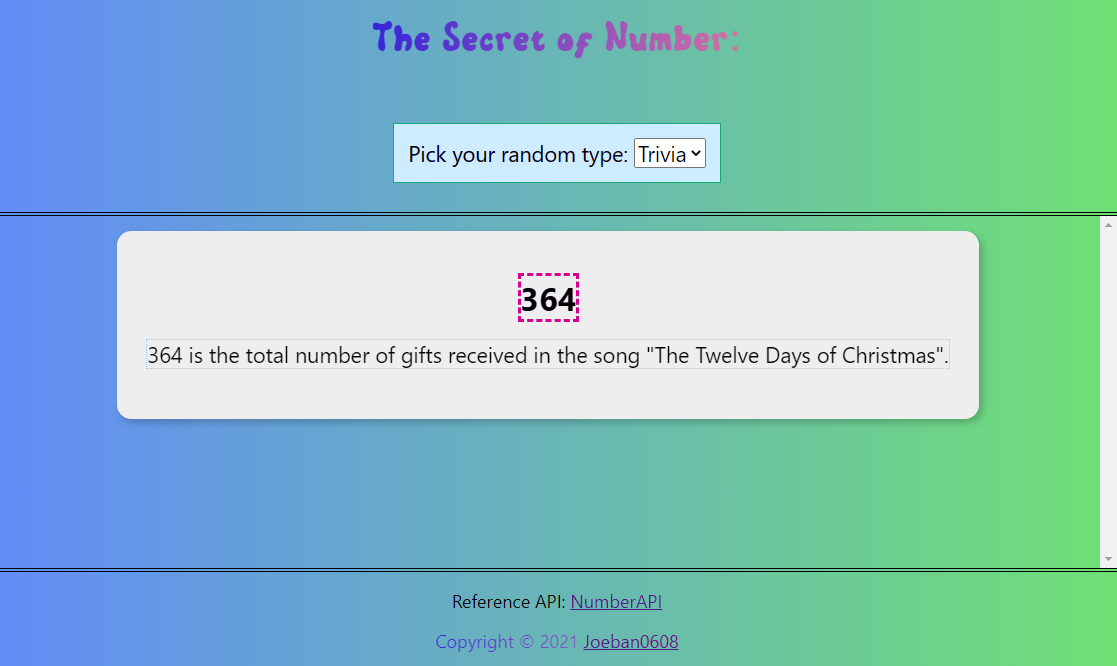 The Secret of Number:
Pick your random type: Trivia
364
364 is the total number of gifts received in the song "The Twelve Days of Christmas".
Reference API: NumberAPI
Copyright © 2021 Joeban0608